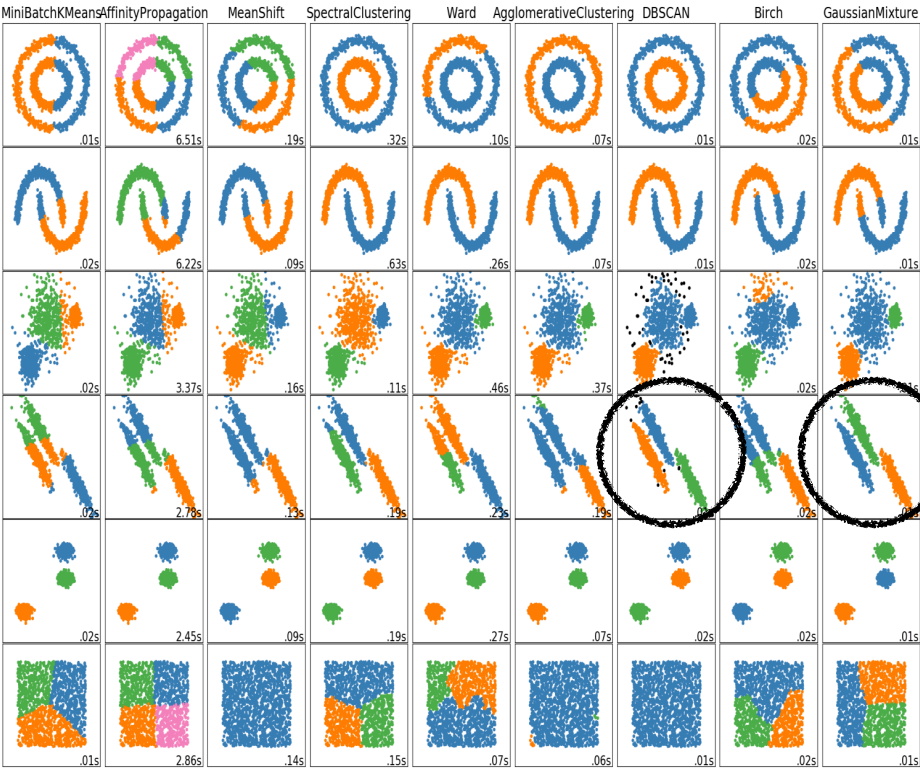 MiniBatchKMeans AffinityPropagation MeanShift SpectralClustering Ward AgglomerativeClustering DBSCAN Birch GaussianMixture
.01s 6.51s .19s .32s .10s .07s .01s .02s .01s
.02s 6.22s .09s .63s .26s .07s .01s .02s .01s
.02s 3.37s .16s .11s .46s .37s .02s
.02s 2.78s .13s .19s .23s .19s .02s
.02s 2.45s .09s .19s .27s .07s .02s .02s .01s
.01s 2.86s .14s .15s .07s .06s .01s .02s .01s